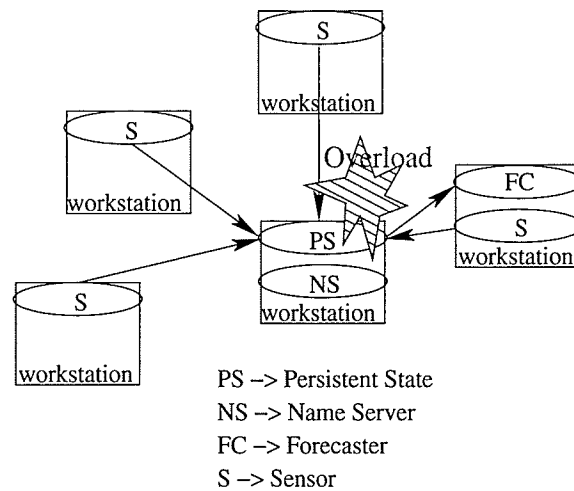 S
workstation
S
workstation
Overload
FC
S
workstation
PS
NS
workstation
S
workstation
PS –> Persistent State
NS –> Name Server
FC –> Forecaster
S –> Sensor